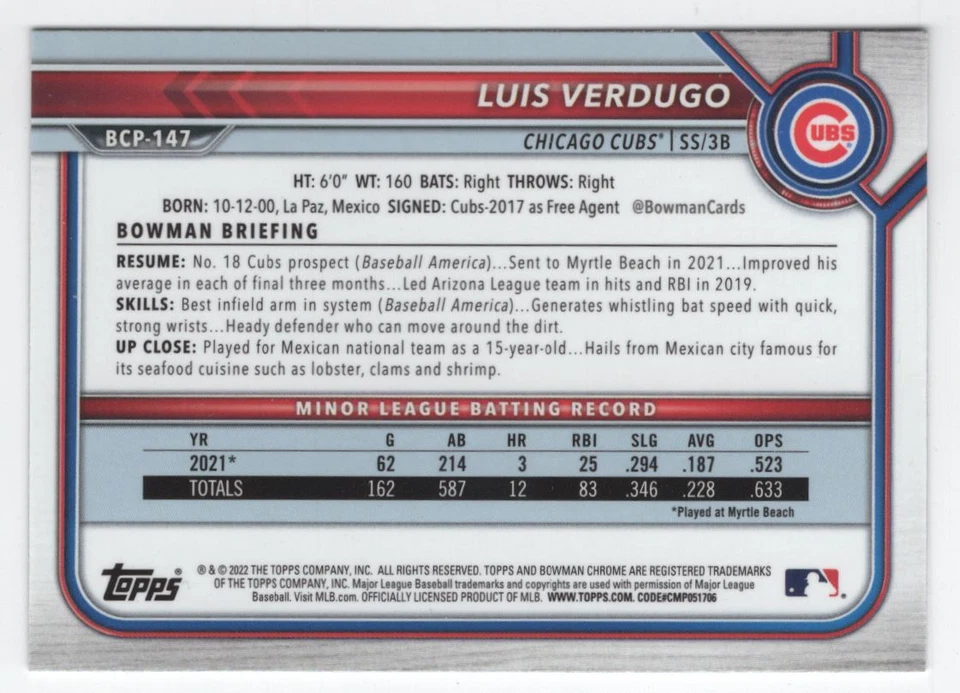 LUIS VERDUGO
BCP-147
CHICAGO CUBS® | SS/3B
CUBS®
HT: 6'0" WT: 160 BATS: Right THROWS: Right
BORN: 10-12-00, La Paz, Mexico SIGNED: Cubs-2017 as Free Agent @BowmanCards
BOWMAN BRIEFING
RESUME: No. 18 Cubs prospect (Baseball America)...Sent to Myrtle Beach in 2021...Improved his
average in each of final three months...Led Arizona League team in hits and RBI in 2019.
SKILLS: Best infield arm in system (Baseball America)...Generates whistling bat speed with quick,
strong wrists...Heady defender who can move around the dirt.
UP CLOSE: Played for Mexican national team as a 15-year-old...Hails from Mexican city famous for
its seafood cuisine such as lobster, clams and shrimp.
MINOR LEAGUE BATTING RECORD
YR G AB HR RBI SLG AVG OPS
2021* 62 214 3 25 .294 .187 .523
TOTALS 162 587 12 83 .346 .228 .633
*Played at Myrtle Beach
Topps®
® & © 2022 THE TOPPS COMPANY, INC. ALL RIGHTS RESERVED. TOPPS AND BOWMAN CHROME ARE REGISTERED TRADEMARKS
OF THE TOPPS COMPANY, INC. Major League Baseball trademarks and copyrights are used with permission of Major League
Baseball. Visit MLB.com. OFFICIALLY LICENSED PRODUCT OF MLB. WWW.TOPPS.COM. CODE#CMP051706